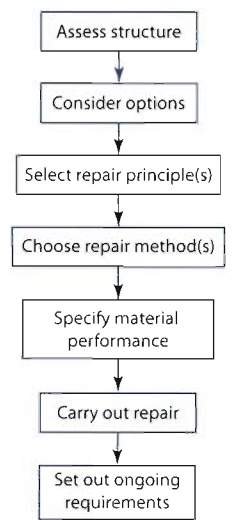 Assess structure
Consider options
Select repair principle(s)
Choose repair method(s)
Specify material
performance
Carry out repair
Set out ongoing
requirements